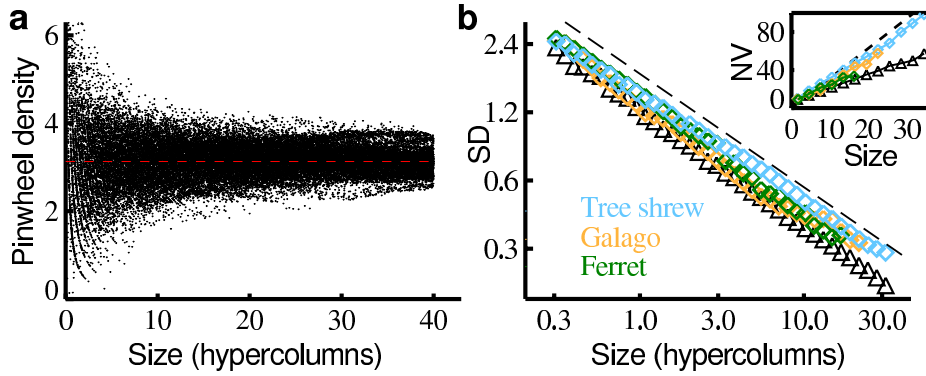 a
Pinwheel density
6
4
2
0
0 10 20 30 40
Size (hypercolumns)
b
SD
2.4
1.2
0.6
0.3
Tree shrew
Galago
Ferret
0.3 1.0 3.0 10.0 30.0
Size (hypercolumns)
NV
80
40
0
0 10 20 30
Size